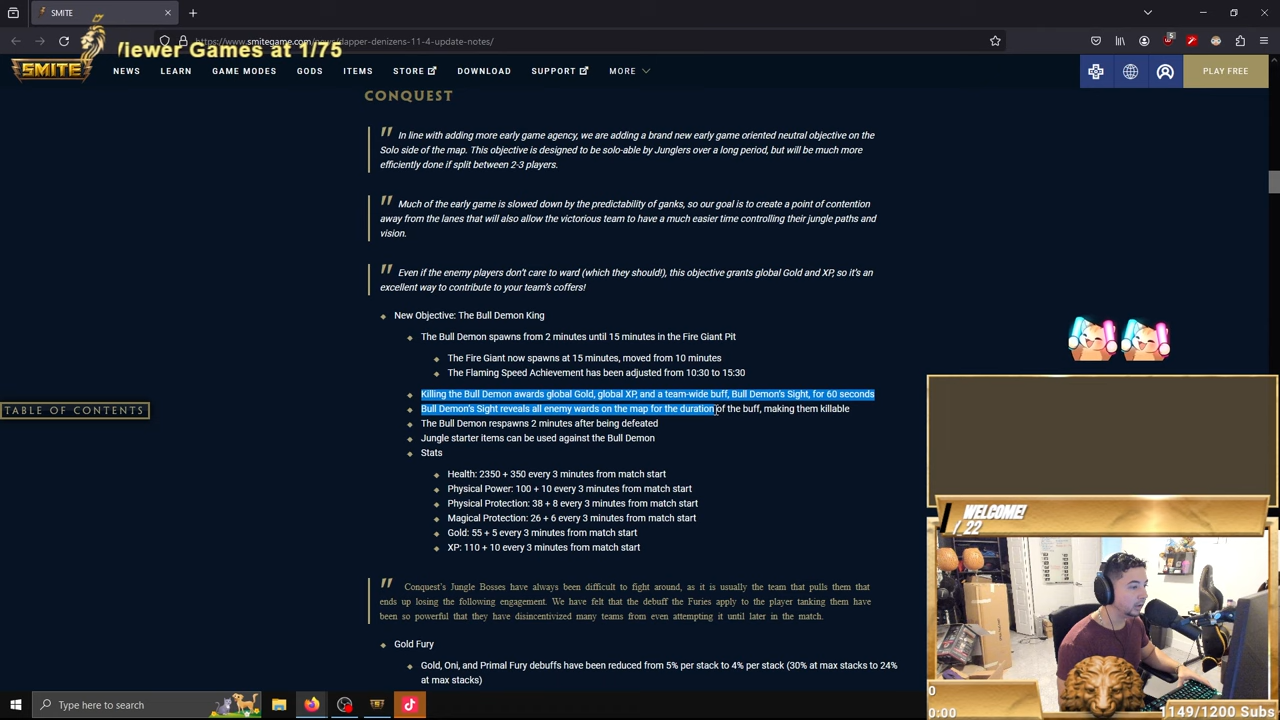 SMITE
Viewer Games at 1/75
https://www.smitegame.com/news/dapper-denizens-11-4-update-notes/
5
SMITE
NEWS
LEARN
GAME MODES
GODS
ITEMS
STORE
DOWNLOAD
SUPPORT
MORE
PLAY FREE
CONQUEST
" In line with adding more early game agency, we are adding a brand new early game oriented neutral objective on the
Solo side of the map. This objective is designed to be solo-able by Junglers over a long period, but will be much more
efficiently done if split between 2-3 players.
" Much of the early game is slowed down by the predictability of ganks, so our goal is to create a point of contention
away from the lanes that will also allow the victorious team to have a much easier time controlling their jungle paths and
vision.
" Even if the enemy players don't care to ward (which they should!), this objective grants global Gold and XP, so it's an
excellent way to contribute to your team's coffers!
New Objective: The Bull Demon King
The Bull Demon spawns from 2 minutes until 15 minutes in the Fire Giant Pit
The Fire Giant now spawns at 15 minutes, moved from 10 minutes
The Flaming Speed Achievement has been adjusted from 10:30 to 15:30
Killing the Bull Demon awards global Gold, global XP, and a team-wide buff, Bull Demon's Sight, for 60 seconds
Bull Demon's Sight reveals all enemy wards on the map for the duration of the buff, making them killable
The Bull Demon respawns 2 minutes after being defeated
Jungle starter items can be used against the Bull Demon
Stats
Health: 2350 + 350 every 3 minutes from match start
Physical Power: 100 + 10 every 3 minutes from match start
Physical Protection: 38 + 8 every 3 minutes from match start
Magical Protection: 26 + 6 every 3 minutes from match start
Gold: 55 + 5 every 3 minutes from match start
XP: 110 + 10 every 3 minutes from match start
" Conquest's Jungle Bosses have always been difficult to fight around, as it is usually the team that pulls them that
ends up losing the following engagement. We have felt that the debuff the Furies apply to the player tanking them have
been so powerful that they have disincentivized many teams from even attempting it until later in the match.
Gold Fury
Gold, Oni, and Primal Fury debuffs have been reduced from 5% per stack to 4% per stack (30% at max stacks to 24%
at max stacks)
TABLE OF CONTENTS
WELCOME!
/ 22
0
0:00
1149/1200 Subs
Type here to search